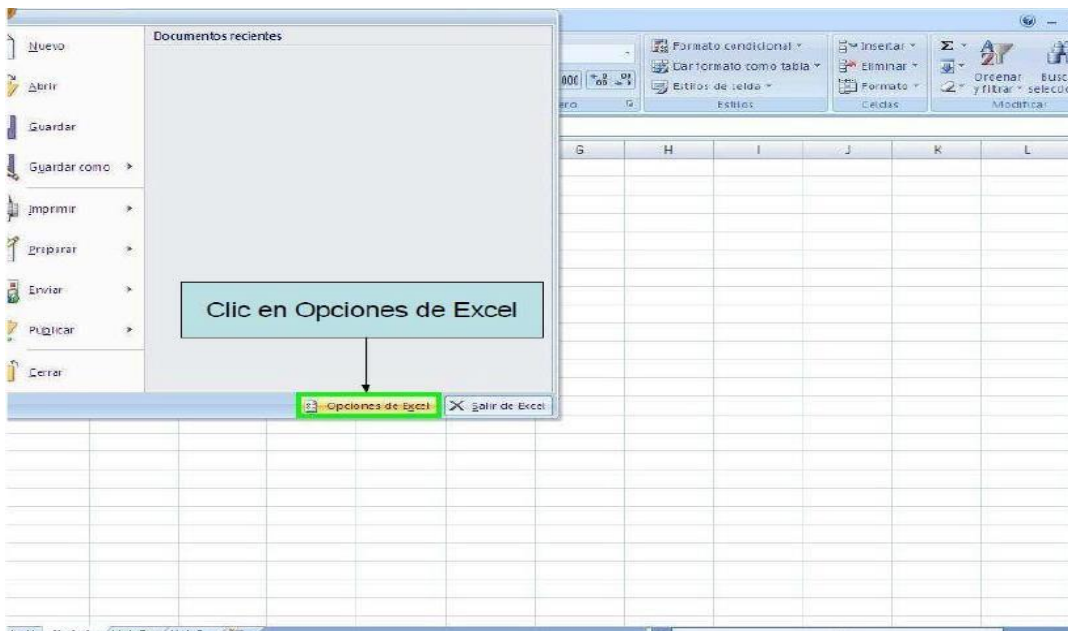 Nuevo
Abrir
Guardar
Guardar como
Imprimir
Preparar
Enviar
Publicar
Cerrar
Documentos recientes
Clic en Opciones de Excel
Opciones de Excel
Salir de Excel
000
Formato condicional
Dar formato como tabla
Estilos de celda
Estilos
Insertar
Eliminar
Formato
Celdas
Σ
Ordenar
y filtrar
Modificar
G H I J K L